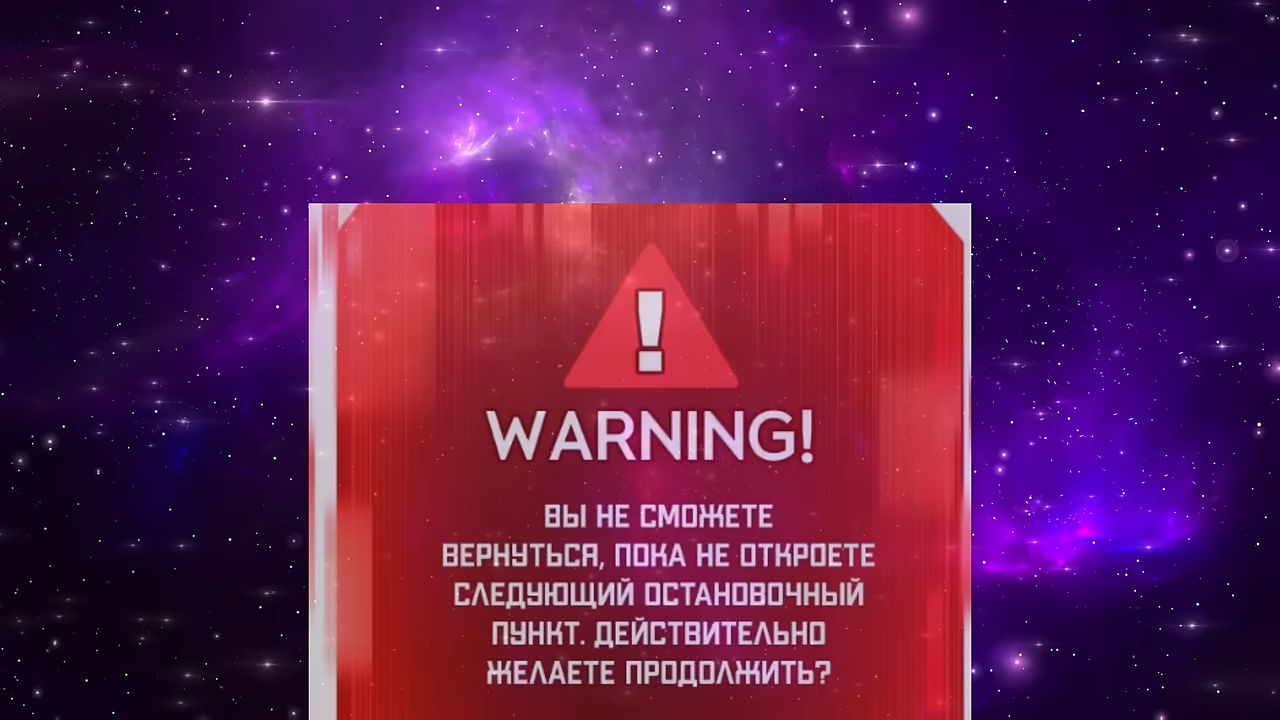 WARNING!
ВЫ НЕ СМОЖЕТЕ
ВЕРНУТЬСЯ, ПОКА НЕ ОТКРОЕТЕ
СЛЕДУЮЩИЙ ОСТАНОВОЧНЫЙ
ПУНКТ. ДЕЙСТВИТЕЛЬНО
ЖЕЛАЕТЕ ПРОДОЛЖИТЬ?